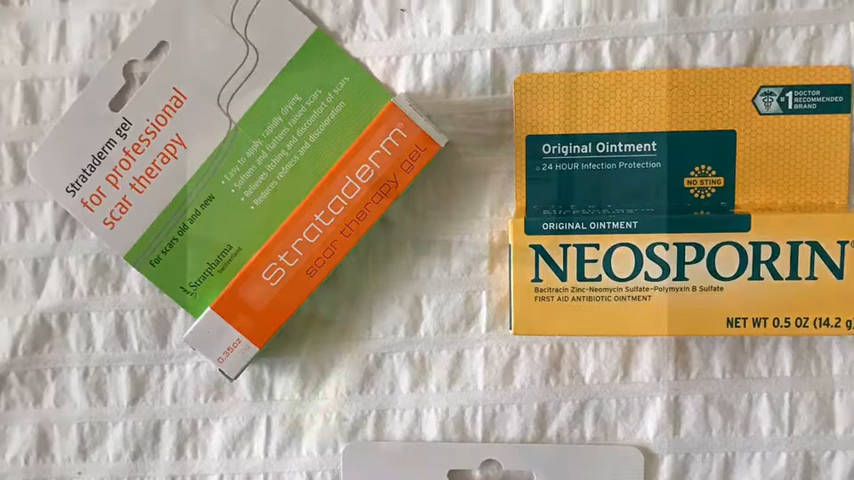 Strataderm gel
for professional
scar therapy
• Easy to apply, rapidly drying
• Softens and flattens raised scars
• Relieves itching and discomfort of scars
• Restores redness and discoloration
For scars old and new
Stratpharma
Switzerland
Strataderm®
scar therapy gel
0.35oz
#1 DOCTOR
RECOMMENDED
BRAND
Original Ointment
24 HOUR Infection Protection
NO STING
ORIGINAL OINTMENT
NEOSPORIN®
Bacitracin Zinc-Neomycin Sulfate-Polymyxin B Sulfate
FIRST AID ANTIBIOTIC OINTMENT
NET WT 0.5 OZ (14.2 g)